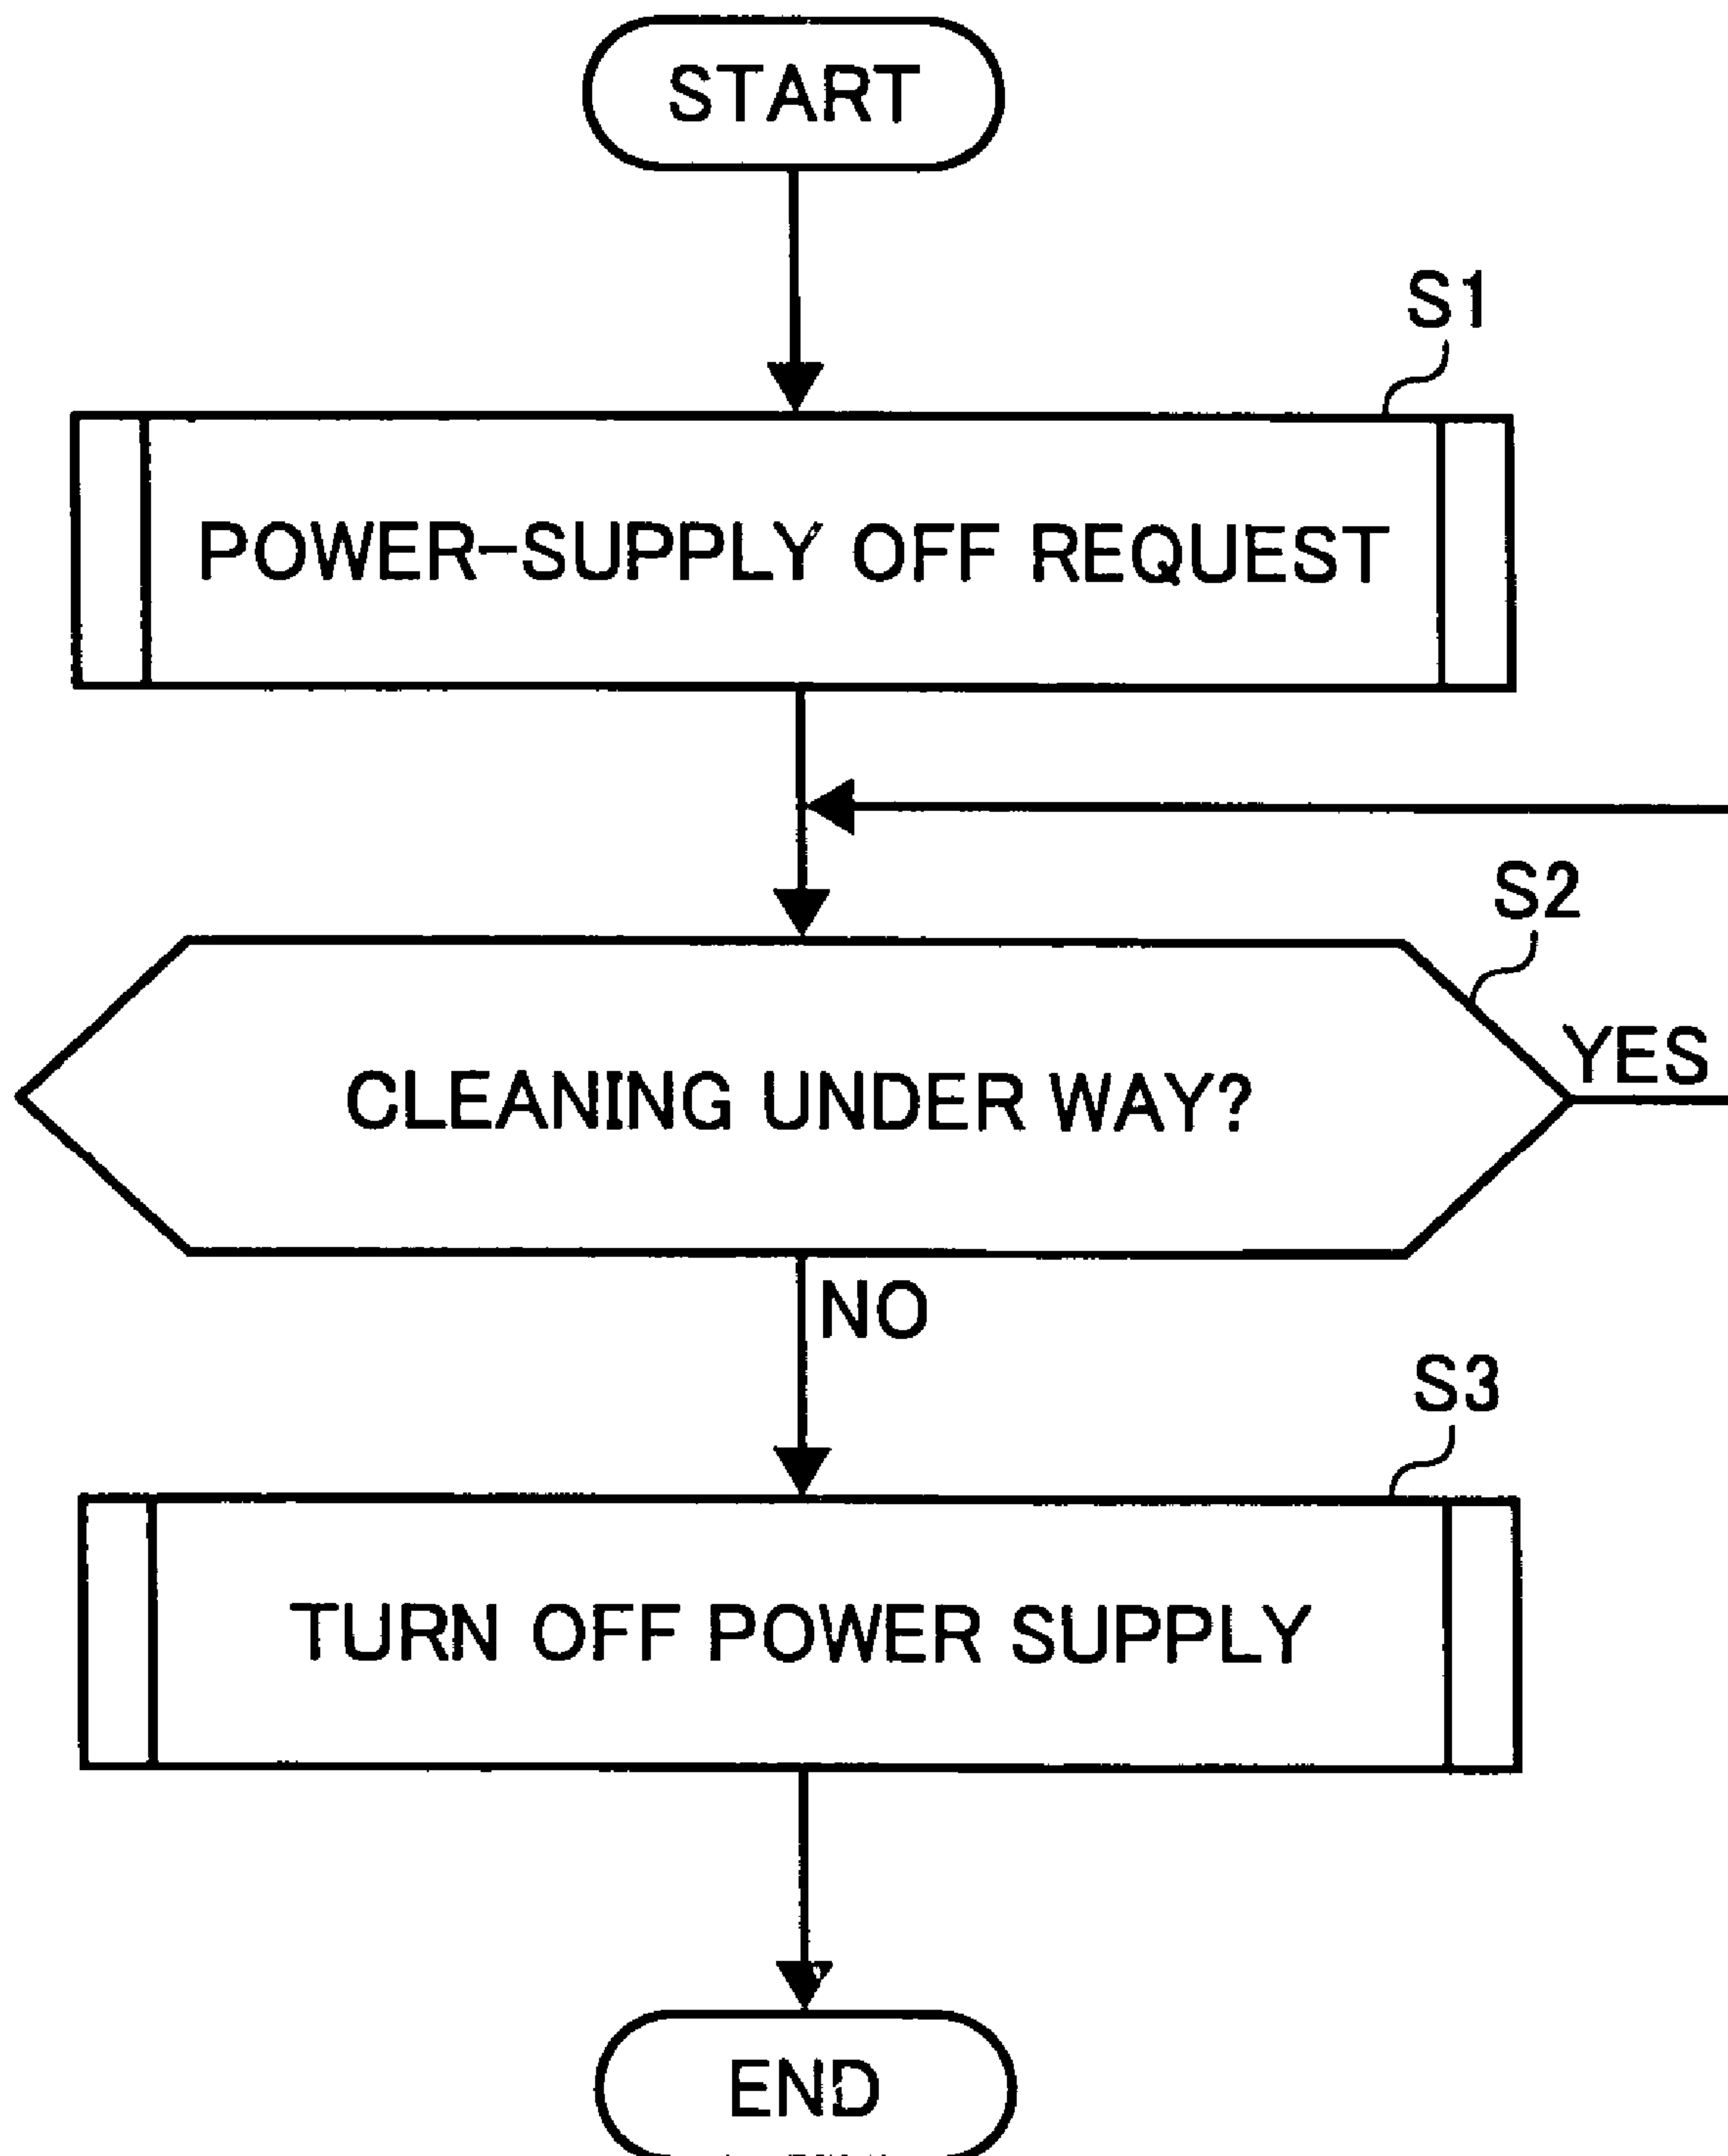 START
S1
POWER-SUPPLY OFF REQUEST
S2
YES
CLEANING UNDER WAY?
NO
S3
TURN OFF POWER SUPPLY
END